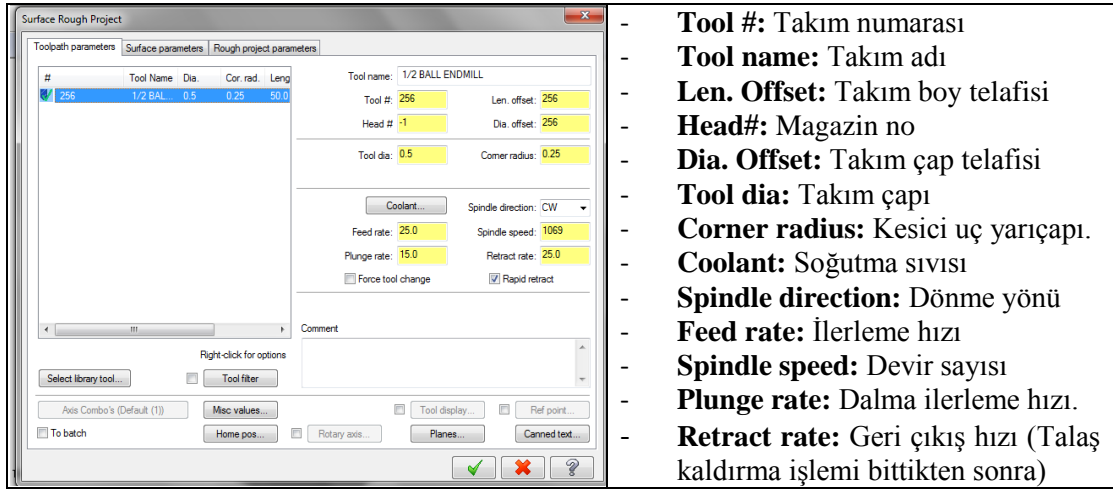 Surface Rough Project
Toolpath parameters Surface parameters Rough project parameters
# Tool Name Dia. Cor. rad. Leng
256 1/2 BAL... 0.5 0.25 50.0
Tool name: 1/2 BALL ENDMILL
Tool #: 256 Len. offset: 256
Head # -1 Dia. offset: 256
Tool dia: 0.5 Corner radius: 0.25
Coolant... Spindle direction: CW
Feed rate: 25.0 Spindle speed: 1069
Plunge rate: 15.0 Retract rate: 25.0
Force tool change Rapid retract
Comment
Right-click for options
Select library tool... Tool filter
Axis Combo's (Default (1)) Misc values... Tool display... Ref point...
To batch Home pos... Rotary axis... Planes... Canned text...
- Tool #: Takım numarası
- Tool name: Takım adı
- Len. Offset: Takım boy telafisi
- Head#: Magazin no
- Dia. Offset: Takım çap telafisi
- Tool dia: Takım çapı
- Corner radius: Kesici uç yarıçapı.
- Coolant: Soğutma sıvısı
- Spindle direction: Dönme yönü
- Feed rate: İlerleme hızı
- Spindle speed: Devir sayısı
- Plunge rate: Dalma ilerleme hızı.
- Retract rate: Geri çıkış hızı (Talaş
kaldırma işlemi bittikten sonra)